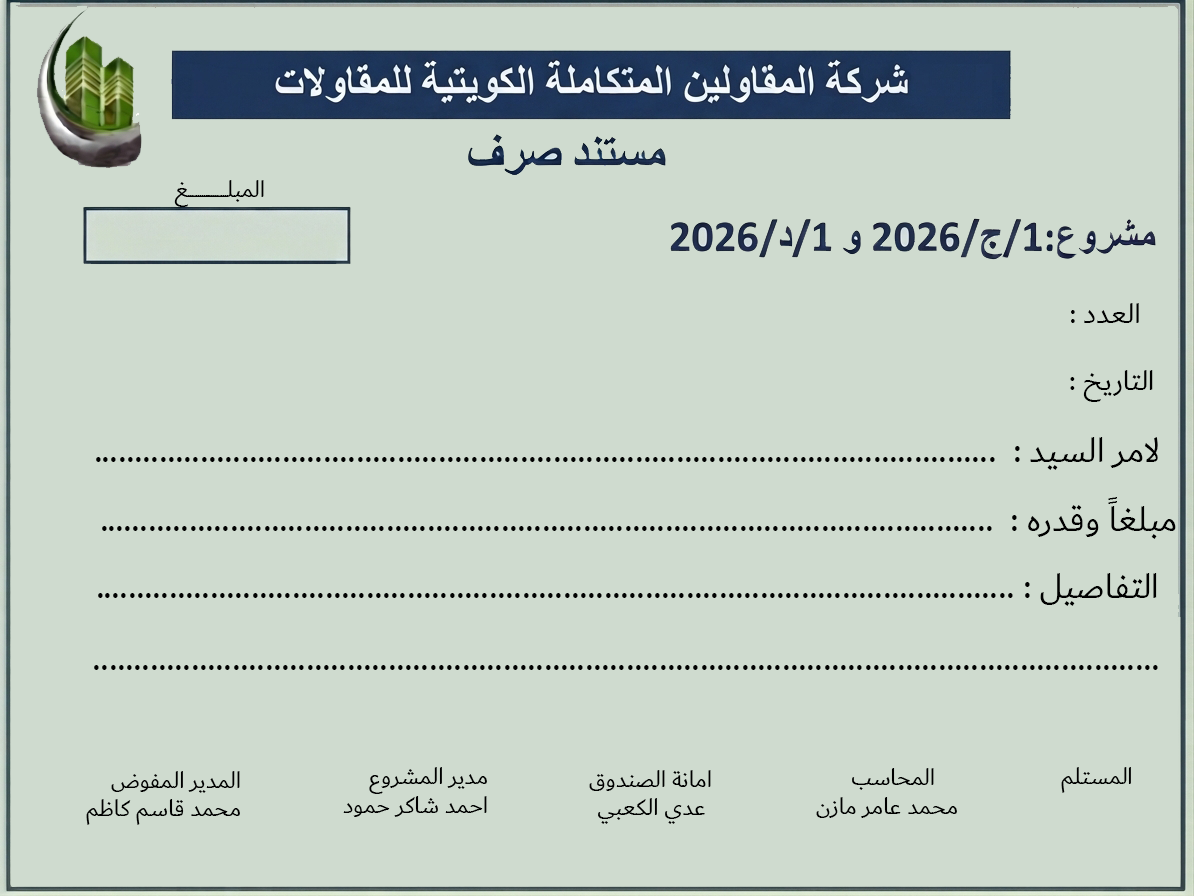 شركة المقاولين المتكاملة الكويتية للمقاولات
مستند صرف
المبلـــــــغ
مشروع:1/ج/2026 و 1/د/2026
العدد :
التاريخ :
لامر السيد : ...............................................................................................
مبلغاً وقدره : ...............................................................................................
التفاصيل : ...............................................................................................
...............................................................................................
المستلم
المحاسب
محمد عامر مازن
امانة الصندوق
عدي الكعبي
مدير المشروع
احمد شاكر حمود
المدير المفوض
محمد قاسم كاظم